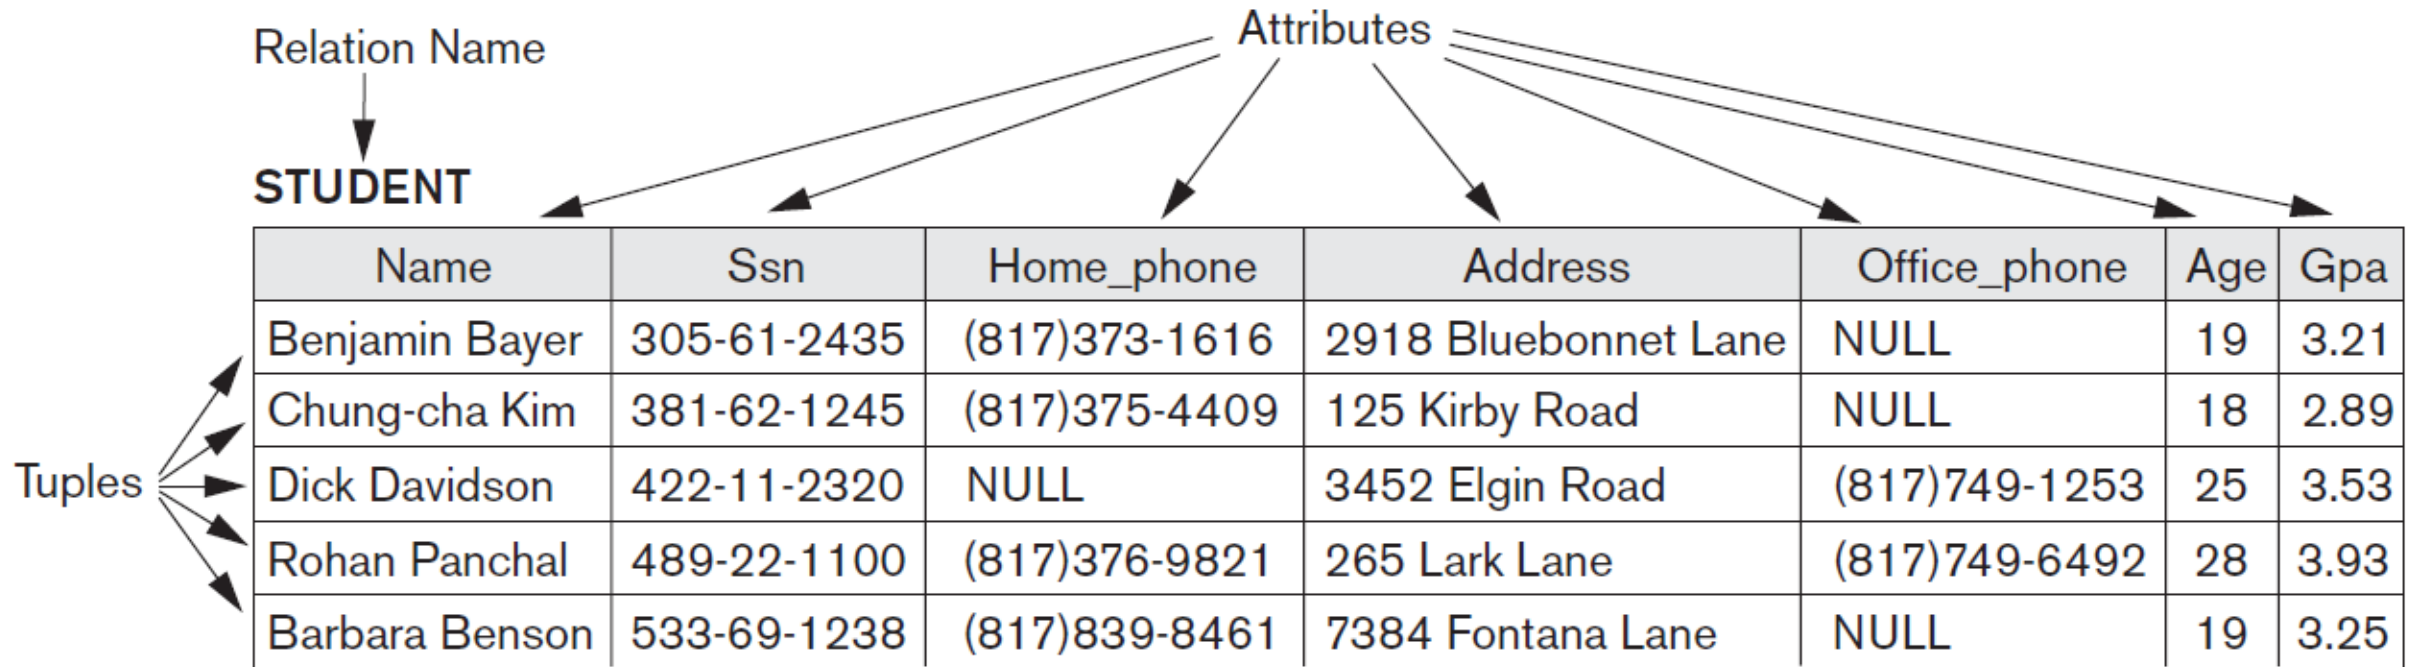 Attributes
Relation Name
STUDENT
Name Ssn Home_phone Address Office_phone Age Gpa
Benjamin Bayer 305-61-2435 (817)373-1616 2918 Bluebonnet Lane NULL 19 3.21
Chung-cha Kim 381-62-1245 (817)375-4409 125 Kirby Road NULL 18 2.89
Tuples Dick Davidson 422-11-2320 NULL 3452 Elgin Road (817)749-1253 25 3.53
Rohan Panchal 489-22-1100 (817)376-9821 265 Lark Lane (817)749-6492 28 3.93
Barbara Benson 533-69-1238 (817)839-8461 7384 Fontana Lane NULL 19 3.25